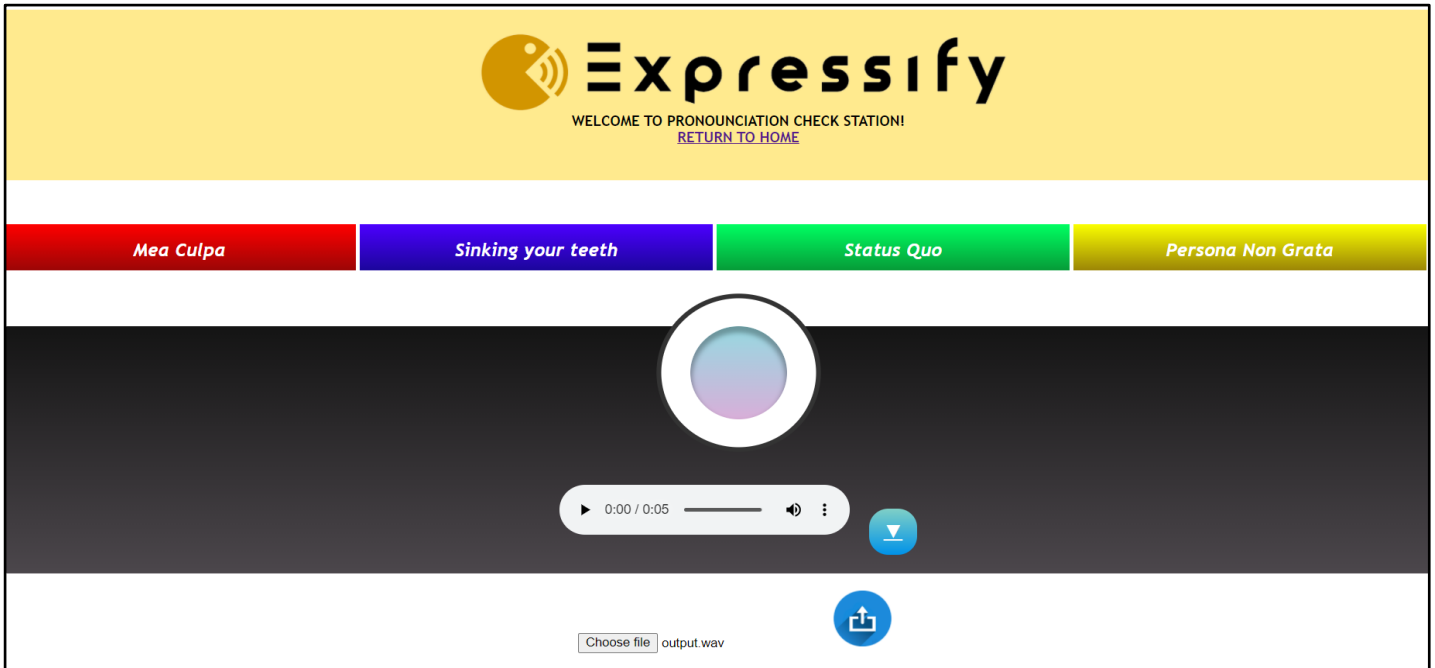 Expressify
WELCOME TO PRONOUNCIATION CHECK STATION!
RETURN TO HOME
Mea Culpa
Sinking your teeth
Status Quo
Persona Non Grata
0:00 / 0:05
Choose file output.wav